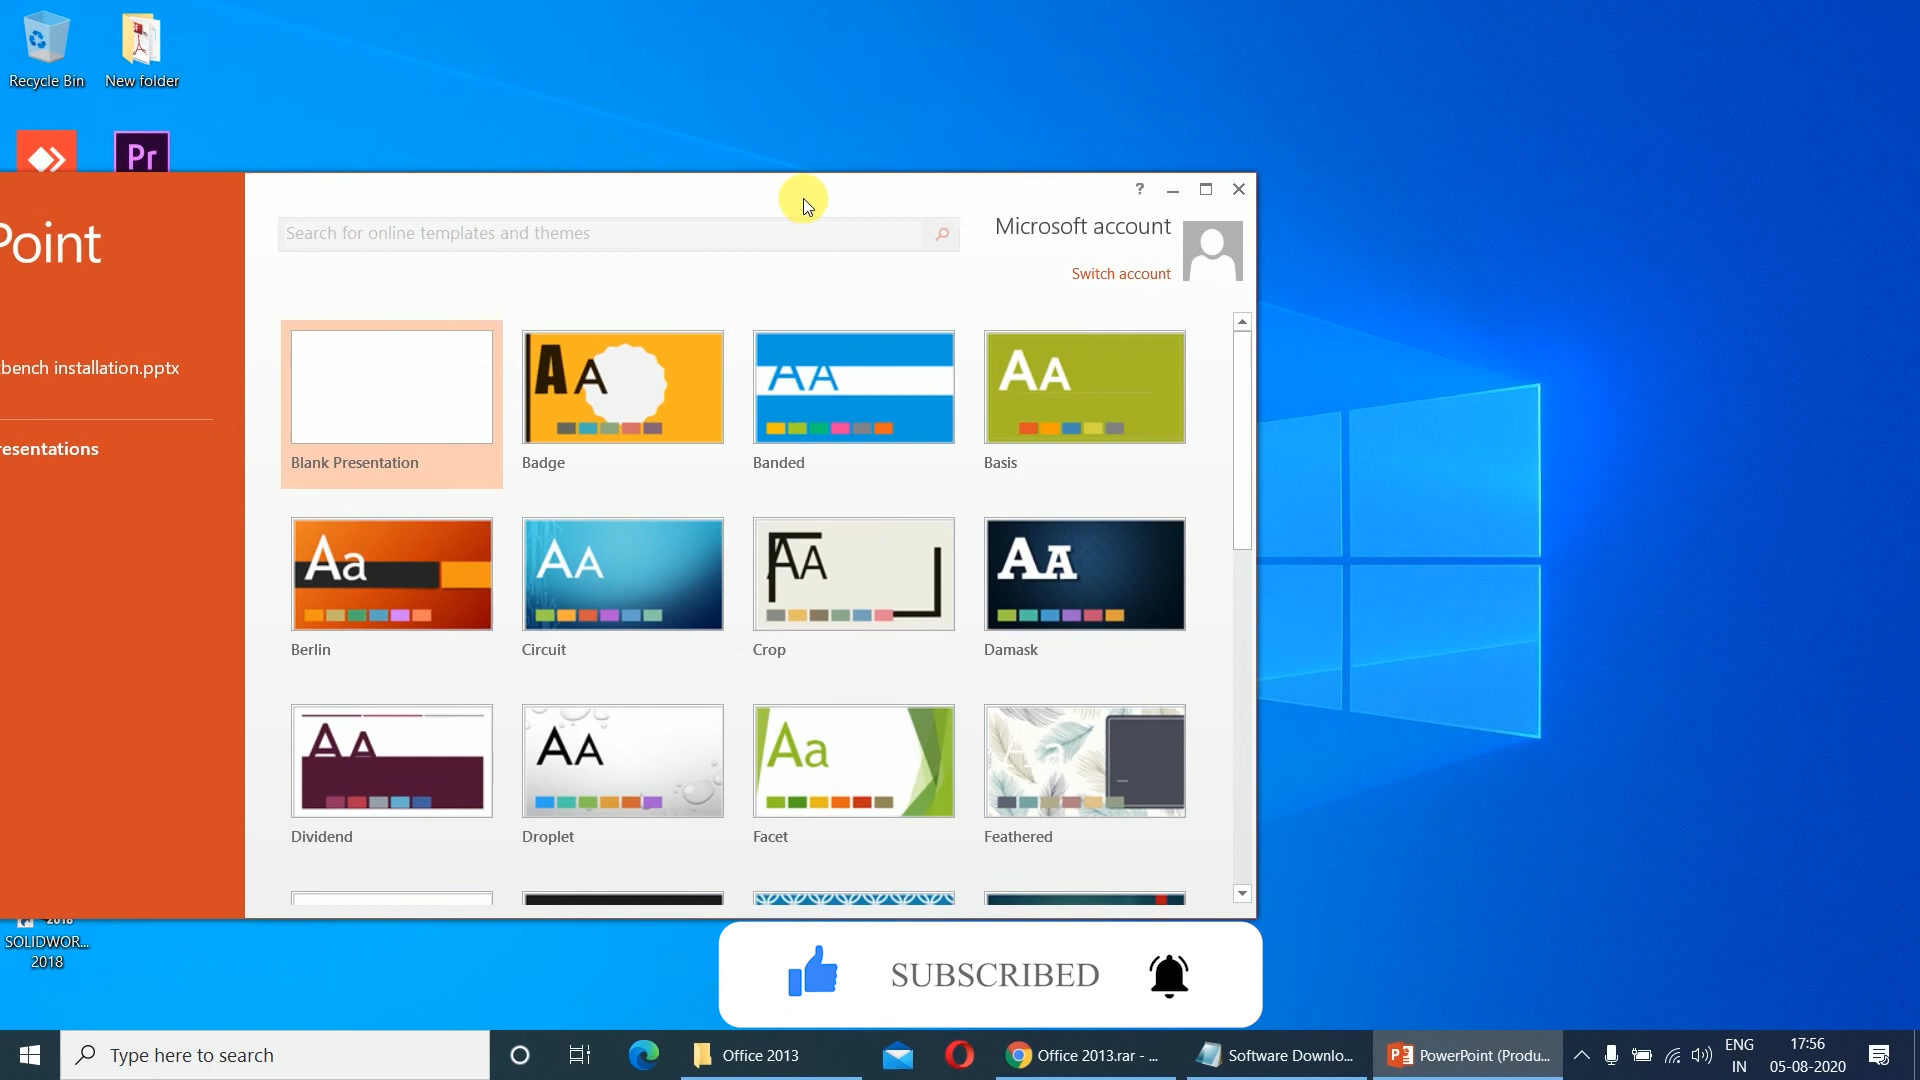 Recycle Bin
New folder
Pr
Point
bench installation.pptx
resentations
?
Search for online templates and themes
Microsoft account
Switch account
Blank Presentation
AA
Badge
AA
Banded
AA
Basis
Aa
Berlin
AA
Circuit
AA
Crop
AA
Damask
AA
Dividend
AA
Droplet
Aa
Facet
Feathered
2018
SOLIDWOR...
2018
SUBSCRIBED
Type here to search
Office 2013
Office 2013.rar - ...
Software Downlo...
PowerPoint (Produ...
ENG
IN
17:56
05-08-2020